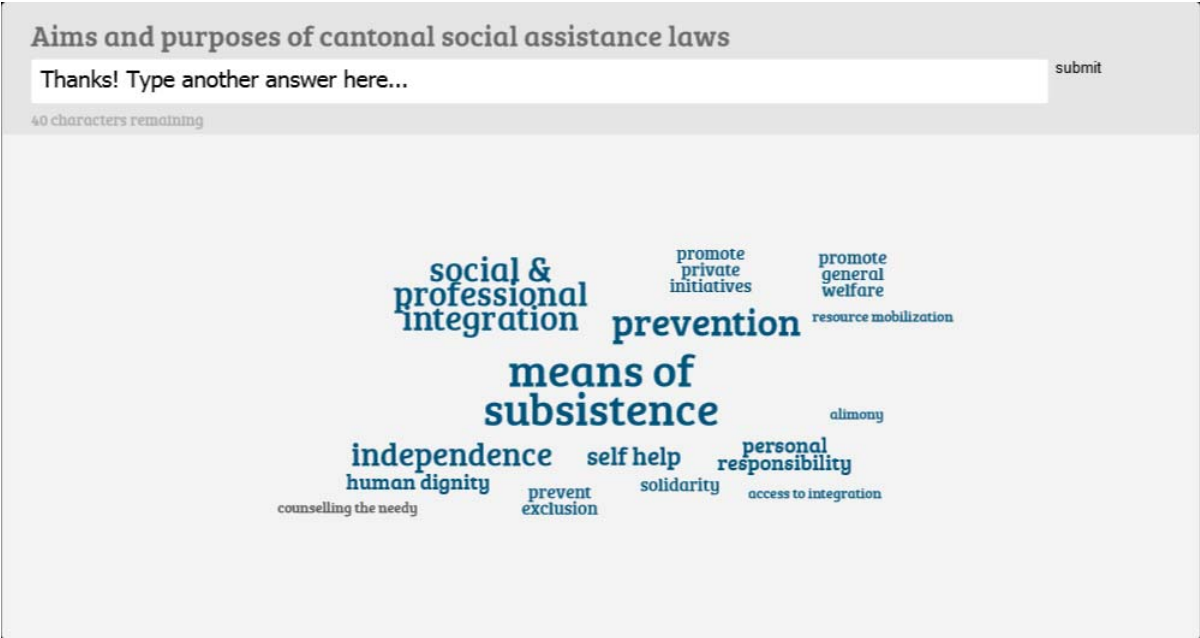 Aims and purposes of cantonal social assistance laws
Thanks! Type another answer here...
submit
40 characters remaining
social &
professional
integration
promote
private
initiatives
promote
general
welfare
prevention
resource mobilization
means of
subsistence
alimony
independence
self help
personal
responsibility
human dignity
prevent
exclusion
solidarity
access to integration
counselling the needy